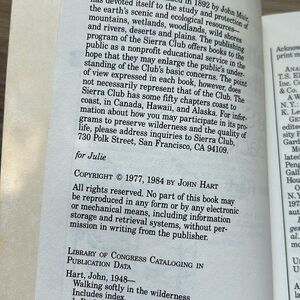 ed in 1892 by John Muir,
has devoted itself to the study and protection of
the earth's scenic and ecological resources—
mountains, wetlands, woodlands, wild shores
and rivers, deserts and plains. The publishing
program of the Sierra Club offers books to the
public as a nonprofit educational service in the
hope that they may enlarge the public's under-
standing of the Club's basic concerns. The point
of view expressed in each book, however, does
not necessarily represent that of the Club. The
Sierra Club has some fifty chapters coast to
coast, in Canada, Hawaii, and Alaska. For infor-
mation about how you may participate in its pro-
grams to preserve wilderness and the quality of
life, please address inquiries to Sierra Club,
730 Polk Street, San Francisco, CA 94109.
for Julie
COPYRIGHT © 1977, 1984 BY JOHN HART
All rights reserved. No part of this book may
be reproduced in any form or by any electronic
or mechanical means, including information
storage and retrieval systems, without per-
mission in writing from the publisher.
LIBRARY OF CONGRESS CATALOGING IN
PUBLICATION DATA
Hart, John, 1948–
Walking softly in the wilderness
Includes index
Acknow
print m
T.S. E